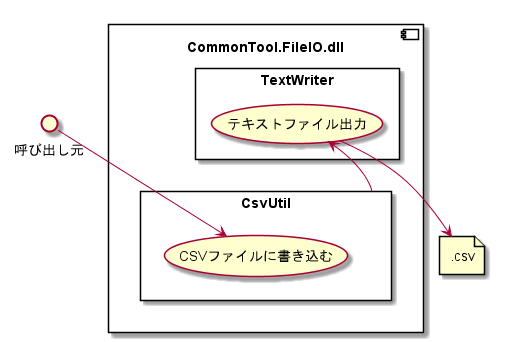 CommonTool.FileIO.dll
TextWriter
テキストファイル出力
呼び出し元
CsvUtil
CSVファイルに書き込む
.csv